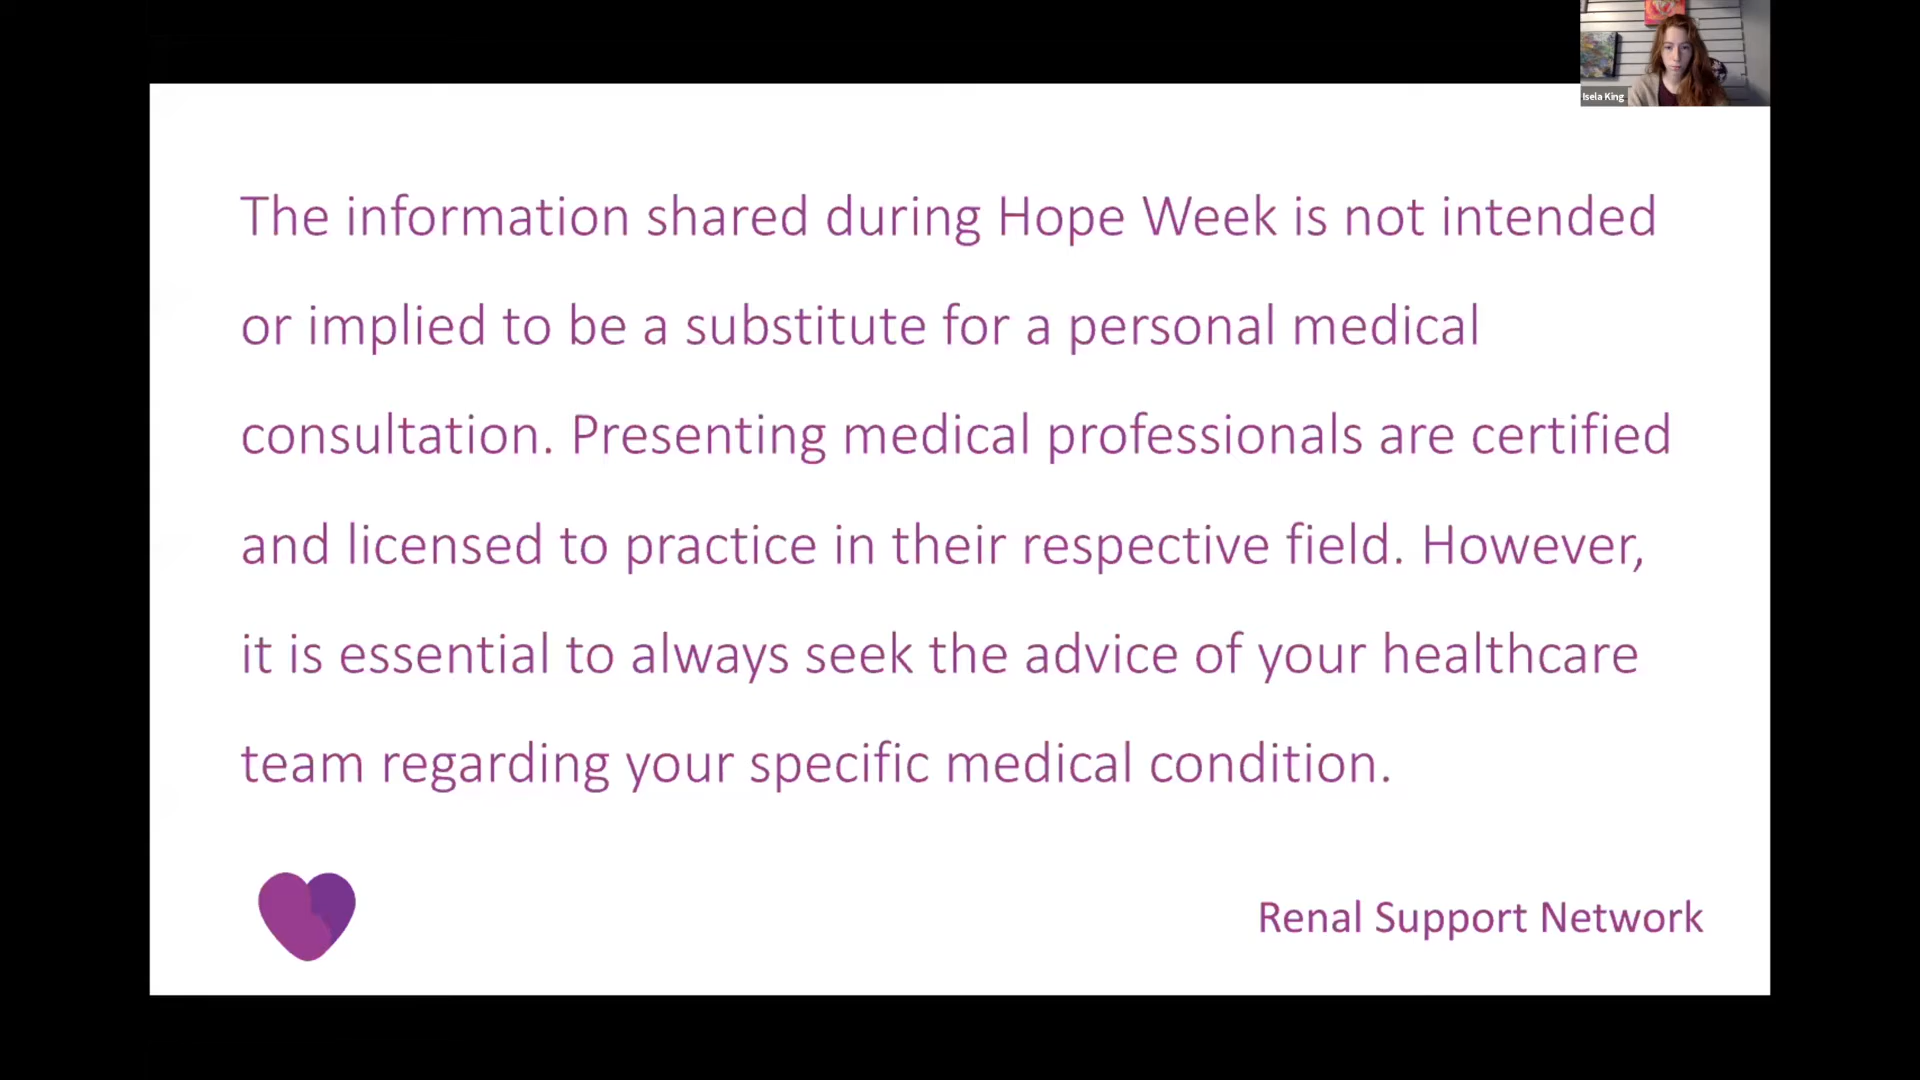 Isela King
The information shared during Hope Week is not intended
or implied to be a substitute for a personal medical
consultation. Presenting medical professionals are certified
and licensed to practice in their respective field. However,
it is essential to always seek the advice of your healthcare
team regarding your specific medical condition.
Renal Support Network